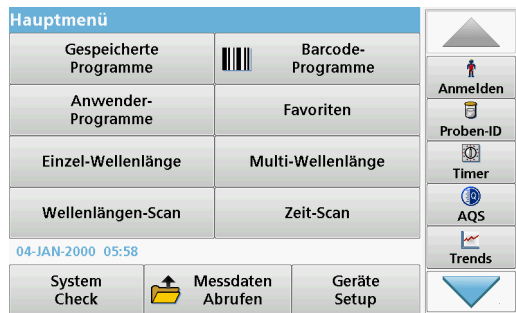 Hauptmenü
Gespeicherte
Programme
Barcode-
Programme
Anwender-
Programme
Favoriten
Einzel-Wellenlänge
Multi-Wellenlänge
Wellenlängen-Scan
Zeit-Scan
04-JAN-2000 05:58
System
Check
Messdaten
Abrufen
Geräte
Setup
Anmelden
Proben-ID
Timer
AQS
Trends